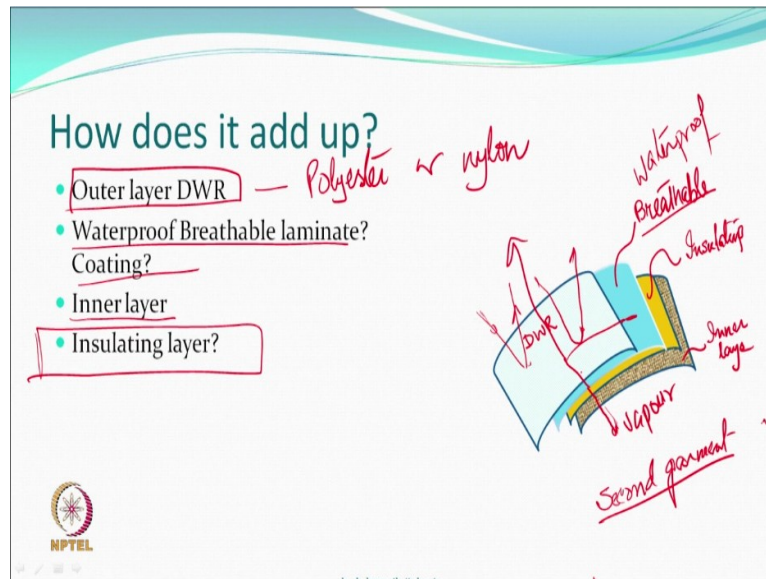 How does it add up?
Outer layer DWR — Polyester or nylon
Waterproof Breathable laminate?
Coating?
Inner layer
Insulating layer?
Waterproof
Breathable
Insulating
Inner
layer
DWR
Vapour
Second garment
NPTEL